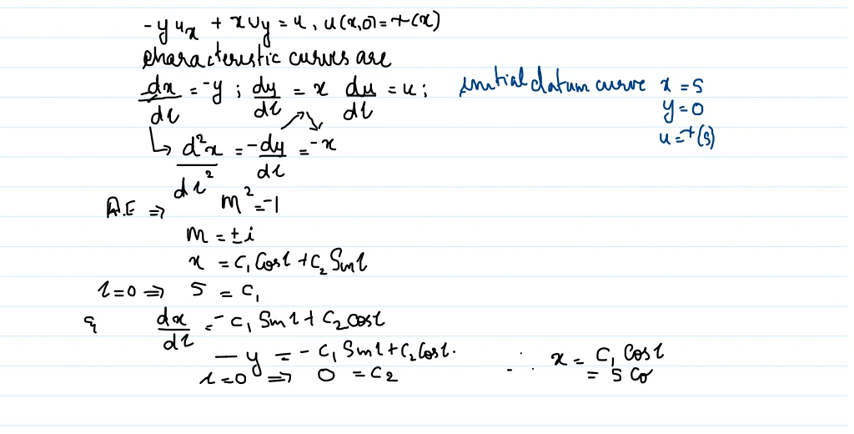 -y u_x + x u_y = u, u(x,0) = f(x)
characteristic curves are
dx/dt = -y ; dy/dt = x  du/dt = u ;
initial datum curve x = s
y = 0
u = f(s)
↳ d²x/dt² = -dy/dt = -x
A.E ⇒ m² = -1
m = ±i
x = c₁ cos t + c₂ sin t
t=0 ⇒ s = c₁
& dx/dt = -c₁ sin t + c₂ cos t
-y = -c₁ sin t + c₂ cos t.
t=0 ⇒ 0 = c₂
∴ x = c₁ cos t
= s co